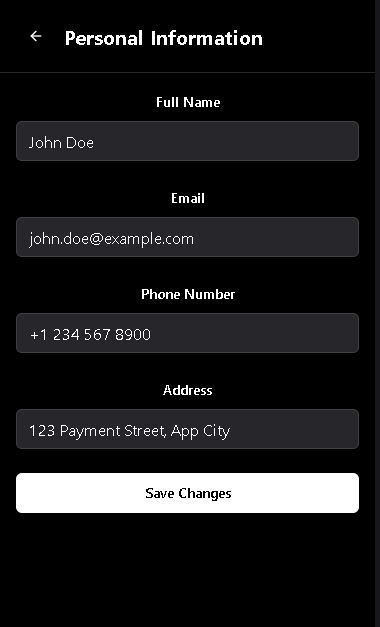 Personal Information
Full Name
John Doe
Email
john.doe@example.com
Phone Number
+1 234 567 8900
Address
123 Payment Street, App City
Save Changes